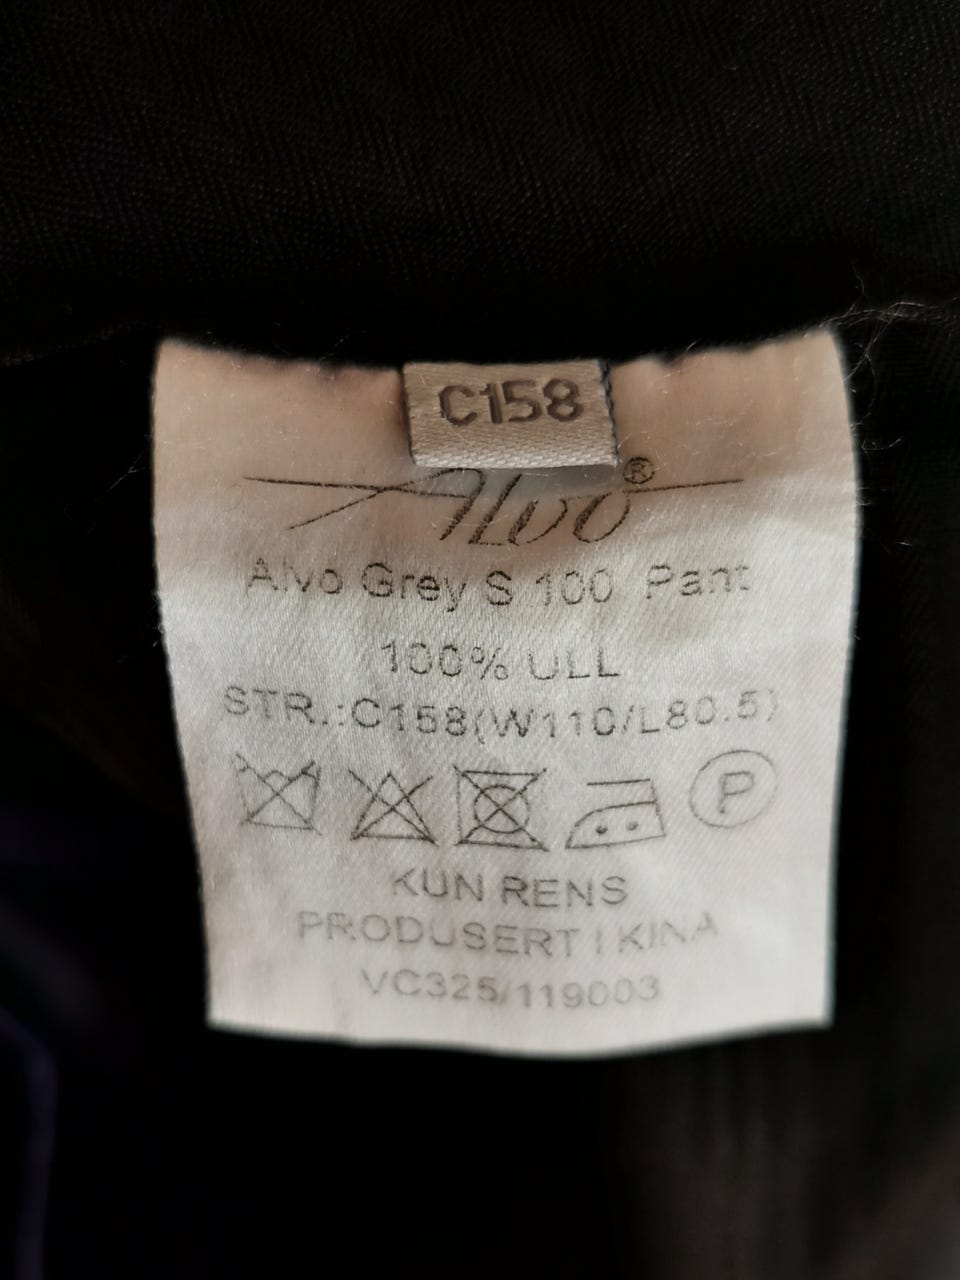 C158
Alvo®
Alvo Grey S 100 Pant
100% ULL
STR.:C158(W110/L80.5)
P
KUN RENS
PRODUSERT I KINA
VC325/119003